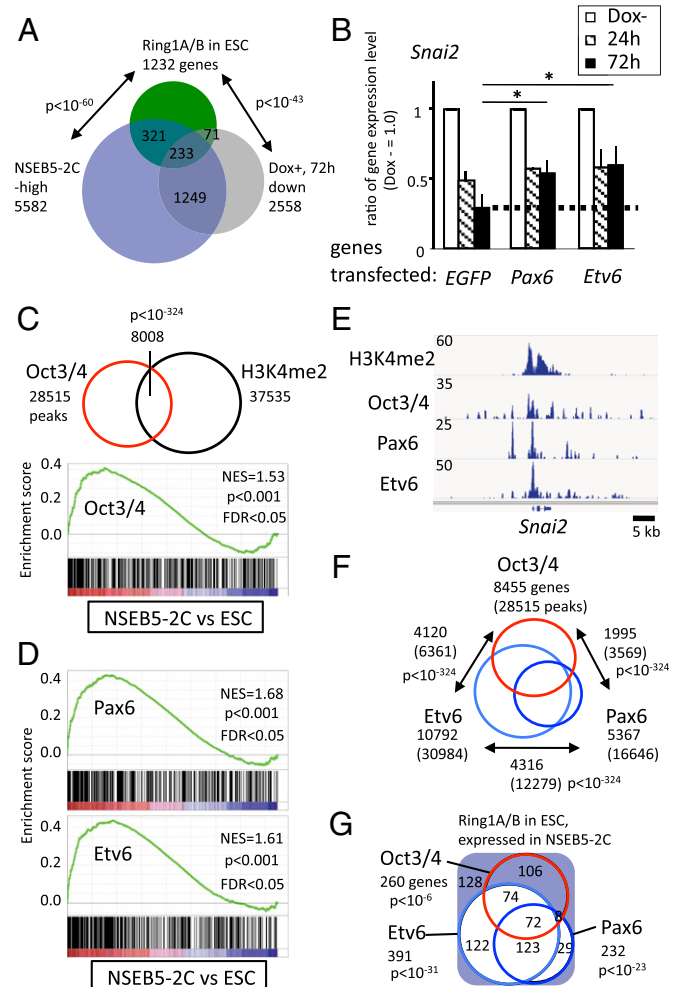 A
Ring1A/B in ESC
1232 genes
p<10-60
p<10-43
321
71
233
1249
NSEB5-2C
-high
5582
Dox+, 72h
down
2558
B
Snai2
Dox-
24h
72h
*
*
ratio of gene expression level
(Dox - = 1.0)
1
0.5
0
genes
transfected:
EGFP
Pax6
Etv6
C
p<10-324
8008
Oct3/4
28515
peaks
H3K4me2
37535
Enrichment score
0.4
0.2
0.0
Oct3/4
NES=1.53
p<0.001
FDR<0.05
NSEB5-2C vs ESC
D
Enrichment score
0.4
0.2
0.0
Pax6
NES=1.68
p<0.001
FDR<0.05
0.4
0.2
0.0
Etv6
NES=1.61
p<0.001
FDR<0.05
NSEB5-2C vs ESC
E
60
H3K4me2
35
Oct3/4
25
Pax6
50
Etv6
Snai2
5 kb
F
Oct3/4
8455 genes
(28515 peaks)
4120
(6361)
p<10-324
1995
(3569)
p<10-324
Etv6
10792
(30984)
Pax6
5367
(16646)
4316
(12279) p<10-324
G
Ring1A/B in ESC,
expressed in NSEB5-2C
Oct3/4
260 genes
p<10-6
128
106
74
72
8
122
123
29
Etv6
391
p<10-31
Pax6
232
p<10-23